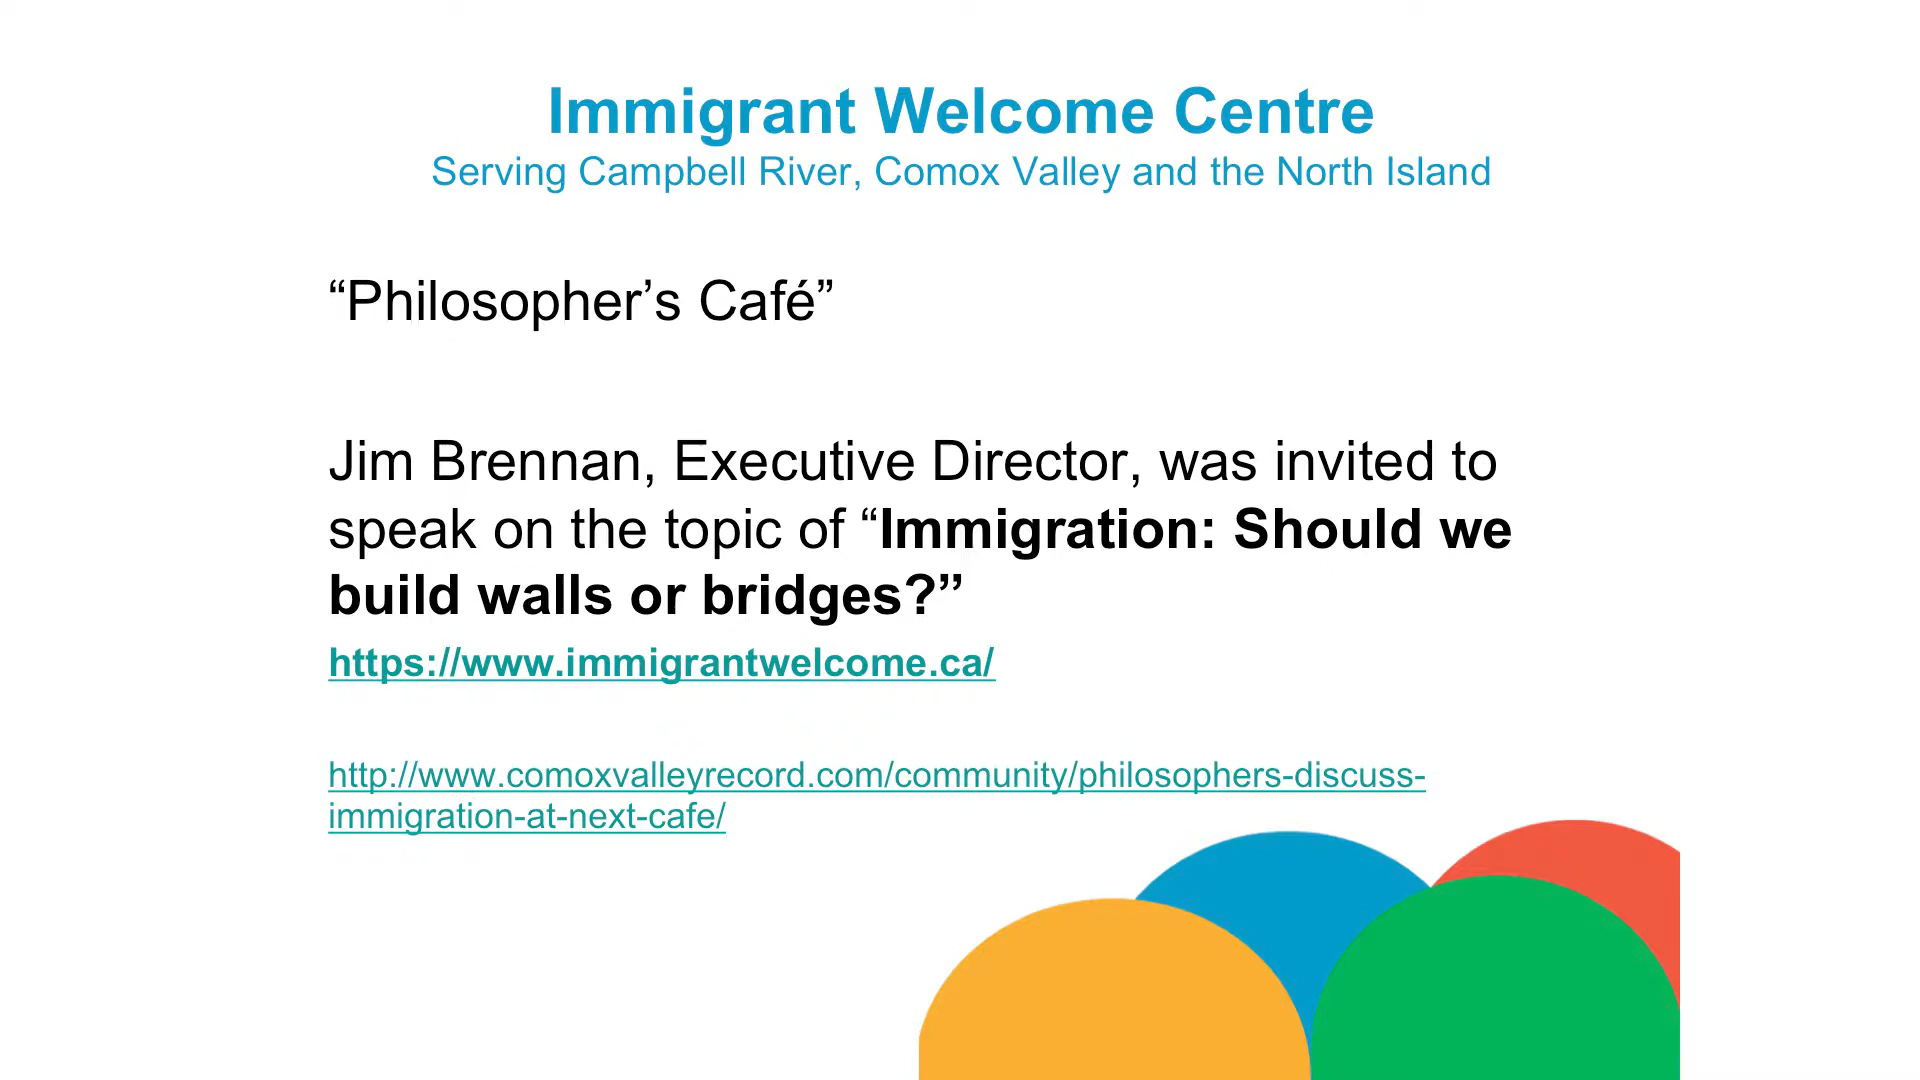 Immigrant Welcome Centre
Serving Campbell River, Comox Valley and the North Island
“Philosopher’s Café”
Jim Brennan, Executive Director, was invited to
speak on the topic of “Immigration: Should we
build walls or bridges?”
https://www.immigrantwelcome.ca/
http://www.comoxvalleyrecord.com/community/philosophers-discuss-
immigration-at-next-cafe/